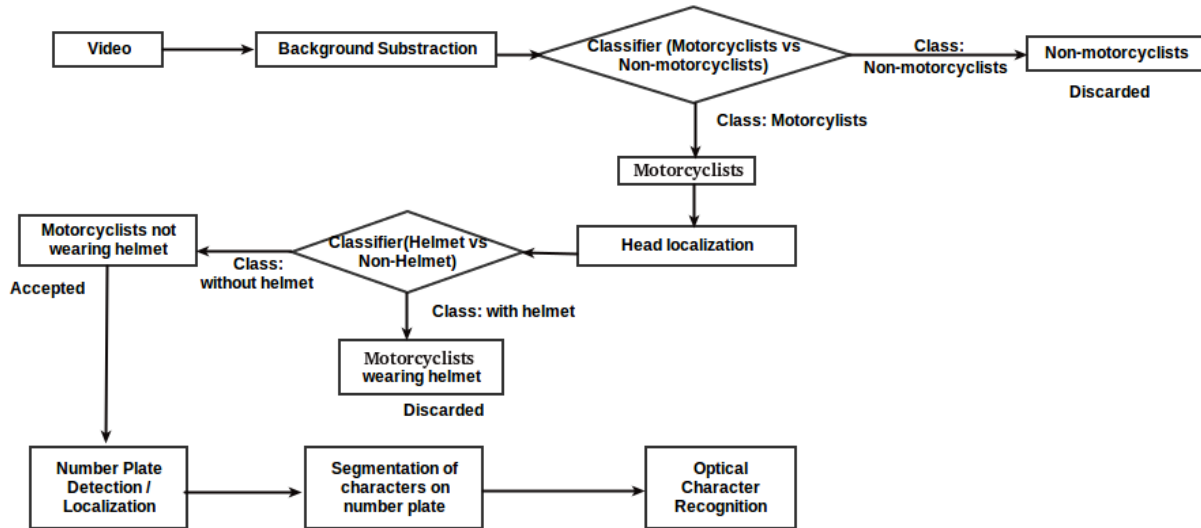 Video
Background Substraction
Classifier (Motorcyclists vs
Non-motorcyclists)
Class:
Non-motorcyclists
Non-motorcyclists
Discarded
Class: Motorcylists
Motorcyclists
Head localization
Classifier(Helmet vs
Non-Helmet)
Class:
without helmet
Motorcyclists not
wearing helmet
Accepted
Class: with helmet
Motorcyclists
wearing helmet
Discarded
Number Plate
Detection /
Localization
Segmentation of
characters on
number plate
Optical
Character
Recognition